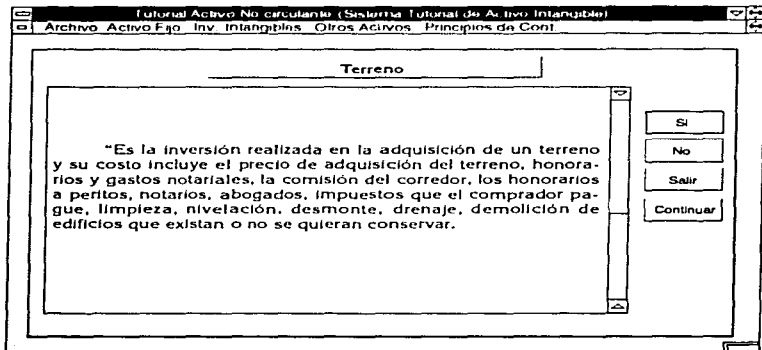 Tutorial Activo No circulante (Sistema Tutorial de Activo Intangible)
Archivo Activo Fijo Inv. Intangibles Otros Activos Principios de Cont.
Terreno
"Es la inversión realizada en la adquisición de un terreno
y su costo incluye el precio de adquisición del terreno, honora-
rios y gastos notariales, la comisión del corredor, los honorarios
a peritos, notarios, abogados, impuestos que el comprador pa-
gue, limpieza, nivelación, desmonte, drenaje, demolición de
edificios que existan o no se quieran conservar.
Si
No
Salir
Continuar